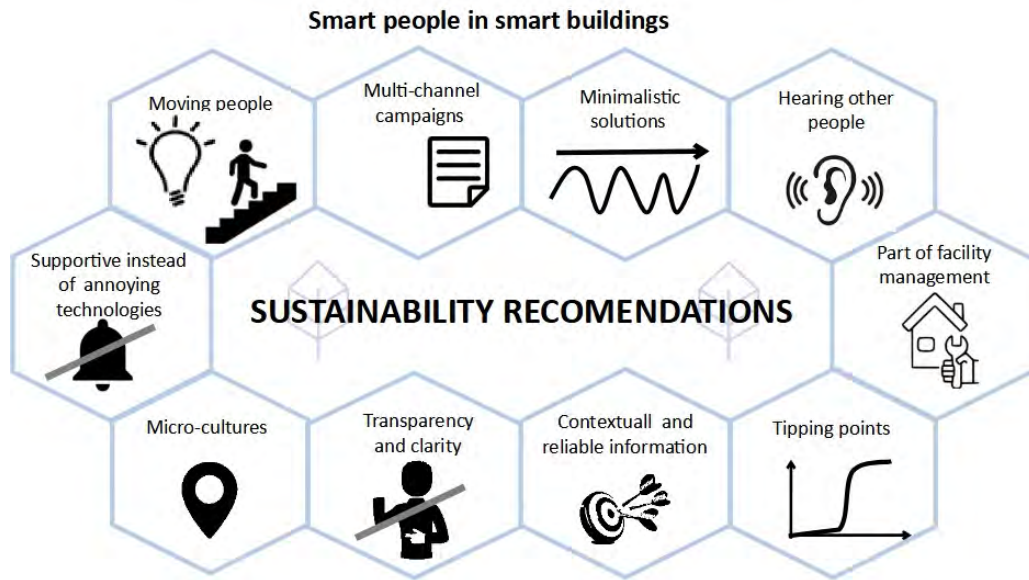 Smart people in smart buildings
Moving people
Multi-channel
campaigns
Minimalistic
solutions
Hearing other
people
Supportive instead
of annoying
technologies
SUSTAINABILITY RECOMENDATIONS
Part of facility
management
Micro-cultures
Transparency
and clarity
Contextuall and
reliable information
Tipping points